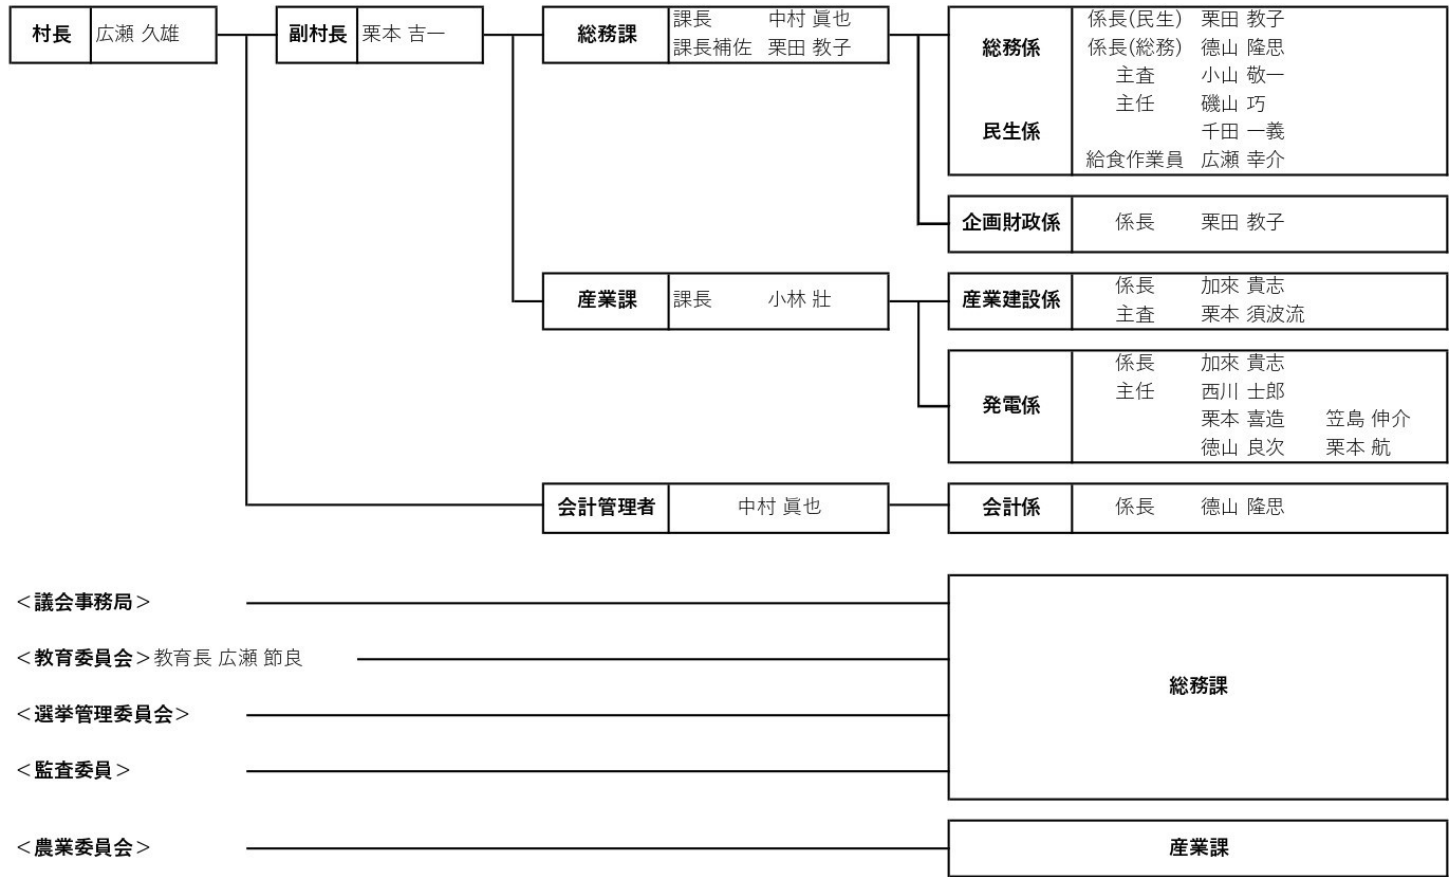 村長 広瀬 久雄
副村長 栗本 吉一
総務課
課長 中村 眞也
課長補佐 栗田 教子
総務係
民生係
係長(民生) 栗田 教子
係長(総務) 德山 隆思
主査 小山 敬一
主任 磯山 巧
千田 一義
給食作業員 広瀬 幸介
企画財政係 係長 栗田 教子
産業課 課長 小林 壯
産業建設係
係長 加來 貴志
主査 栗本 須波流
発電係
係長 加來 貴志
主任 西川 士郎
栗本 喜造 笠島 伸介
徳山 良次 栗本 航
会計管理者 中村 眞也
会計係 係長 德山 隆思
＜議会事務局＞
＜教育委員会＞教育長 広瀬 節良
＜選挙管理委員会＞
＜監査委員＞
総務課
＜農業委員会＞
産業課